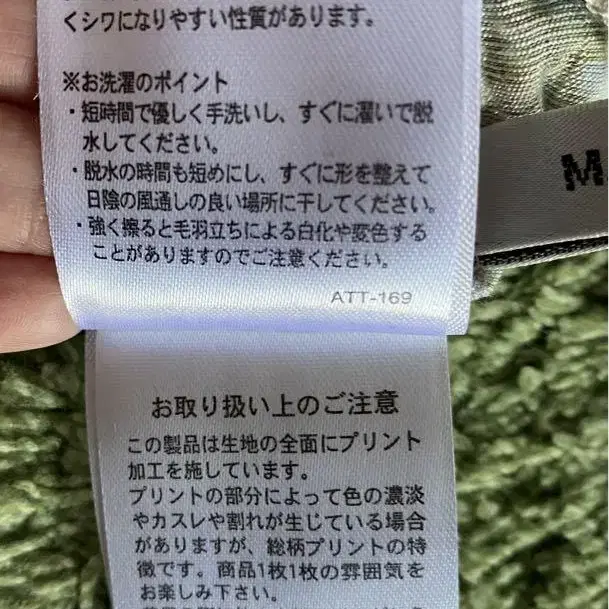 くシワになりやすい性質があります。
※お洗濯のポイント
・短時間で優しく手洗いし、すぐに濯いで脱
水してください。
・脱水の時間も短めにし、すぐに形を整えて
日陰の風通しの良い場所に干してください。
・強く擦ると毛羽立ちによる白化や変色する
ことがありますのでご注意ください。
ATT-169
M
お取り扱い上のご注意
この製品は生地の全面にプリント
加工を施しています。
プリントの部分によって色の濃淡
やカスレや割れが生じている場合
がありますが、総柄プリントの特
徴です。商品1枚1枚の雰囲気を
お楽しみ下さい。